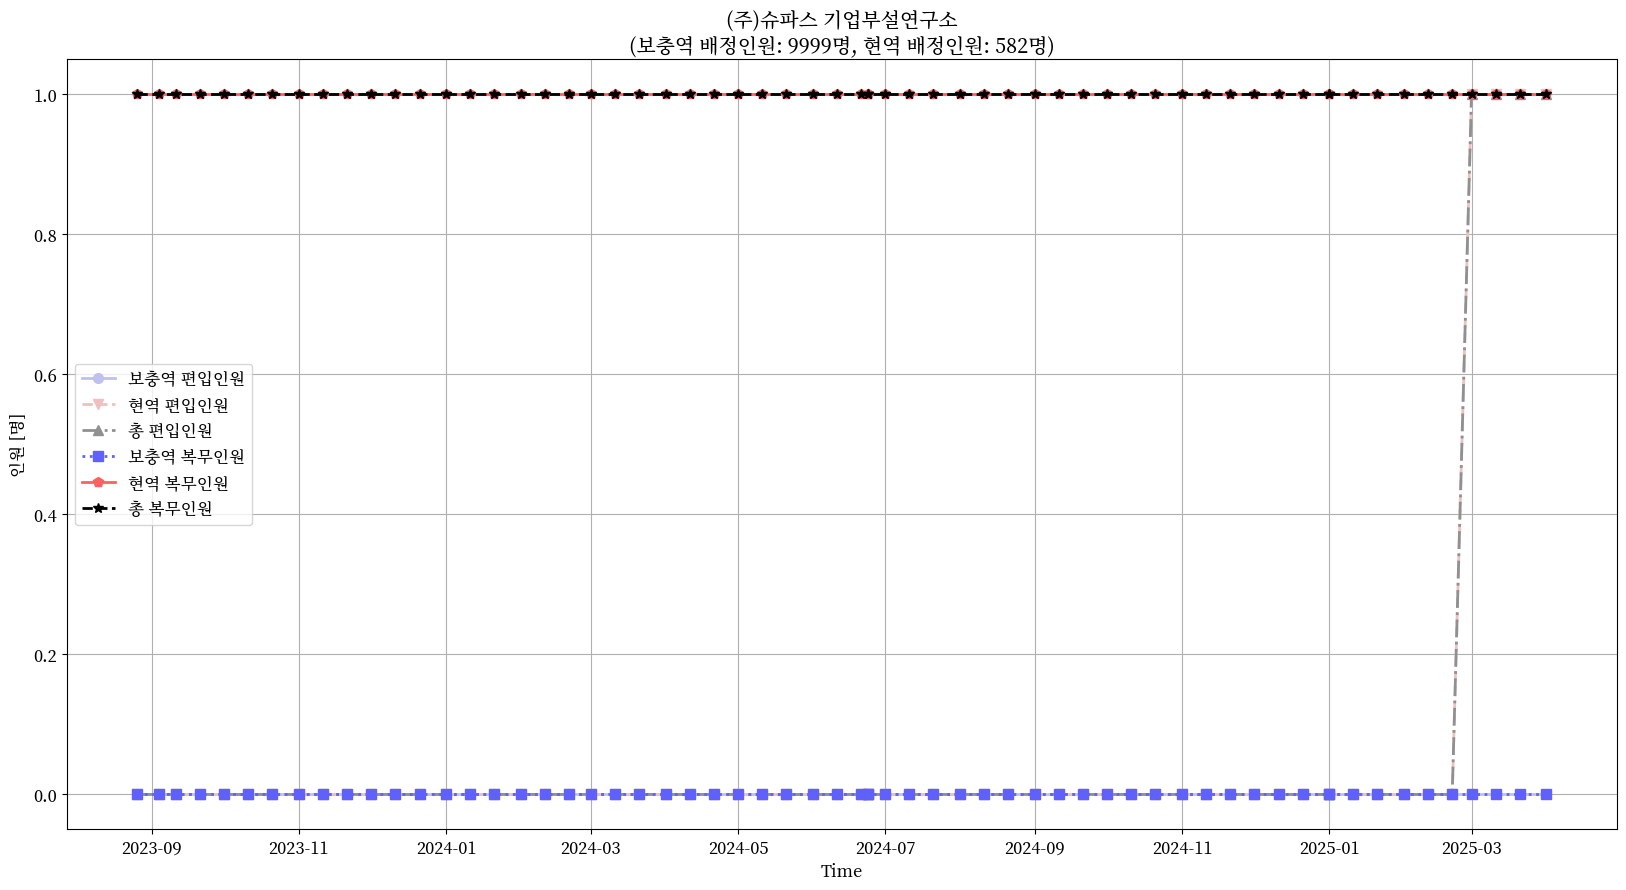 (주)슈파스 기업부설연구소
(보충역 배정인원: 9999명, 현역 배정인원: 582명)
인원 [명]
1.0
0.8
0.6
0.4
0.2
0.0
보충역 편입인원
현역 편입인원
총 편입인원
보충역 복무인원
현역 복무인원
총 복무인원
2023-09 2023-11 2024-01 2024-03 2024-05 2024-07 2024-09 2024-11 2025-01 2025-03
Time